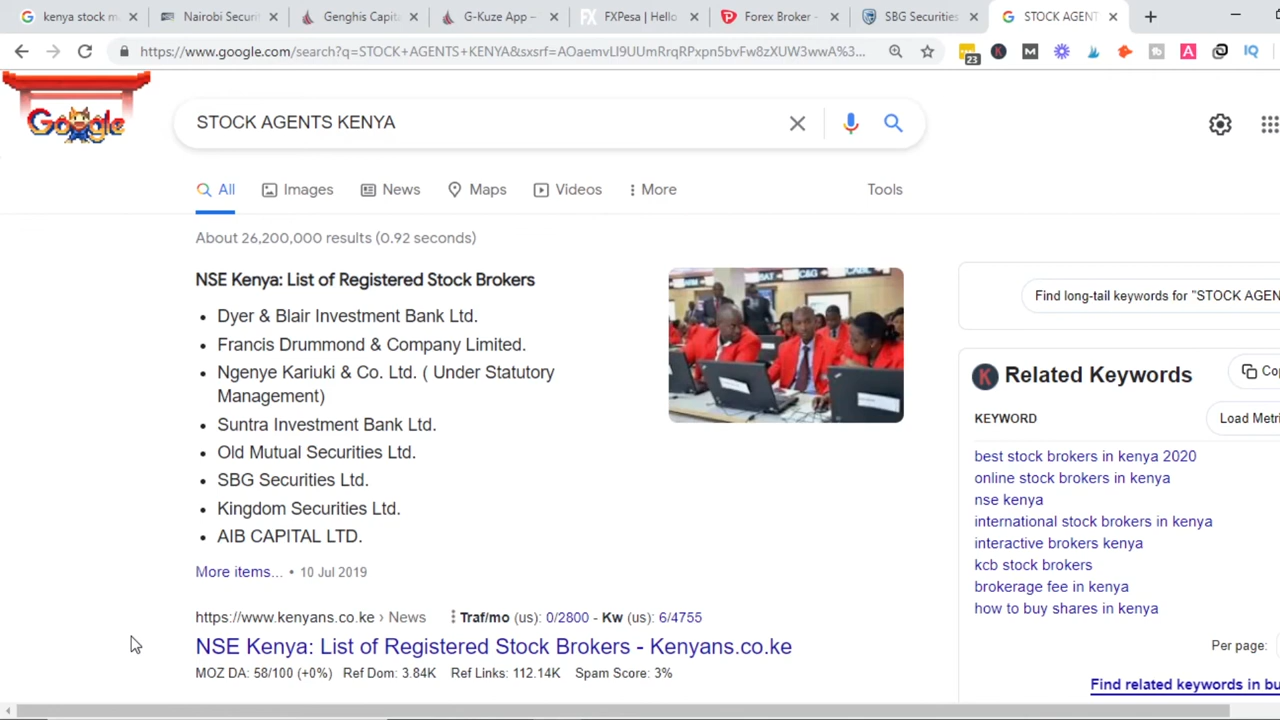 kenya stock m
Nairobi Securi
Genghis Capit
G-Kuze App –
FXPesa | Hello
Forex Broker -
SBG Securities
STOCK AGENT
https://www.google.com/search?q=STOCK+AGENTS+KENYA&sxsrf=AOaemvLI9UUmRrqRPxpn5bvFw8zXUW3wwA%3...
23
K
M
A
IQ
Google
STOCK AGENTS KENYA
All
Images
News
Maps
Videos
More
Tools
About 26,200,000 results (0.92 seconds)
NSE Kenya: List of Registered Stock Brokers
• Dyer & Blair Investment Bank Ltd.
• Francis Drummond & Company Limited.
• Ngenye Kariuki & Co. Ltd. ( Under Statutory
Management)
• Suntra Investment Bank Ltd.
• Old Mutual Securities Ltd.
• SBG Securities Ltd.
• Kingdom Securities Ltd.
• AIB CAPITAL LTD.
More items... • 10 Jul 2019
https://www.kenyans.co.ke › News
Traf/mo (us): 0/2800 - Kw (us): 6/4755
NSE Kenya: List of Registered Stock Brokers - Kenyans.co.ke
MOZ DA: 58/100 (+0%) Ref Dom: 3.84K Ref Links: 112.14K Spam Score: 3%
Find long-tail keywords for "STOCK AGEN
K Related Keywords
Co
KEYWORD
Load Metri
best stock brokers in kenya 2020
online stock brokers in kenya
nse kenya
international stock brokers in kenya
interactive brokers kenya
kcb stock brokers
brokerage fee in kenya
how to buy shares in kenya
Per page:
Find related keywords in bu